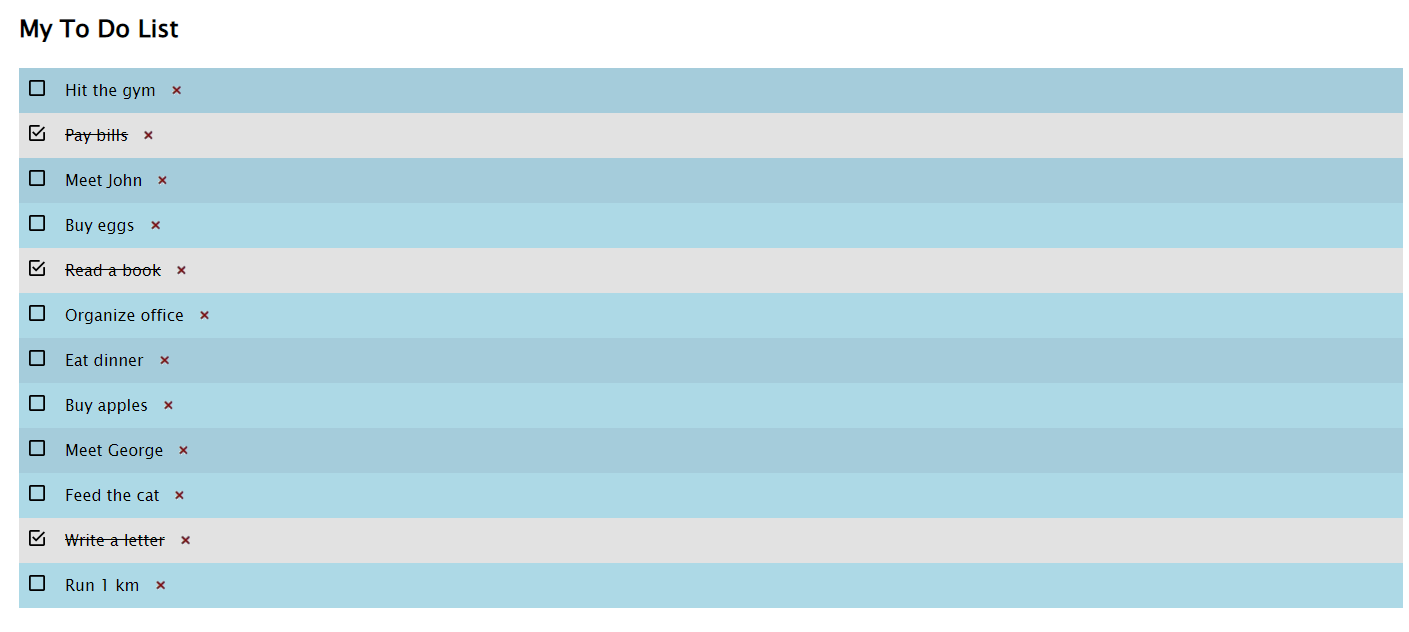 My To Do List
Hit the gym ×
Pay bills ×
Meet John ×
Buy eggs ×
Read a book ×
Organize office ×
Eat dinner ×
Buy apples ×
Meet George ×
Feed the cat ×
Write a letter ×
Run 1 km ×